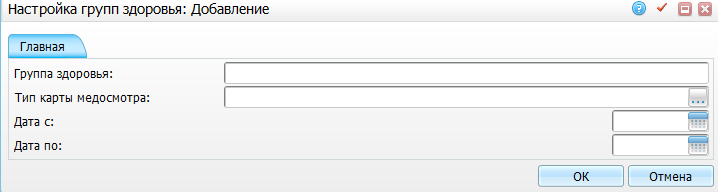 Настройка групп здоровья: Добавление
Главная
Группа здоровья:
Тип карты медосмотра:
...
Дата с:
Дата по:
ОК Отмена